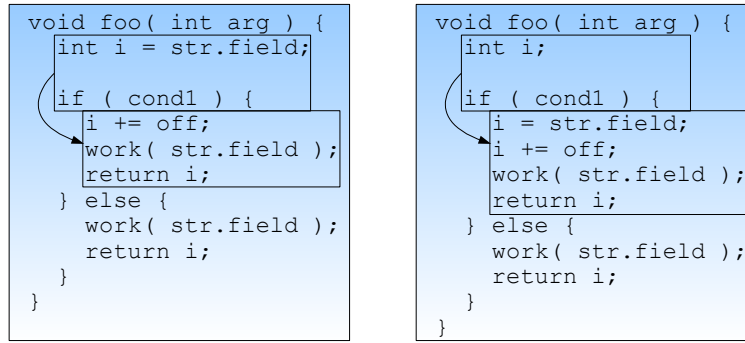 void foo( int arg ) {
  int i = str.field;

  if ( cond1 ) {
    i += off;
    work( str.field );
    return i;
  } else {
    work( str.field );
    return i;
  }
}
void foo( int arg ) {
  int i;

  if ( cond1 ) {
    i = str.field;
    i += off;
    work( str.field );
    return i;
  } else {
    work( str.field );
    return i;
  }
}